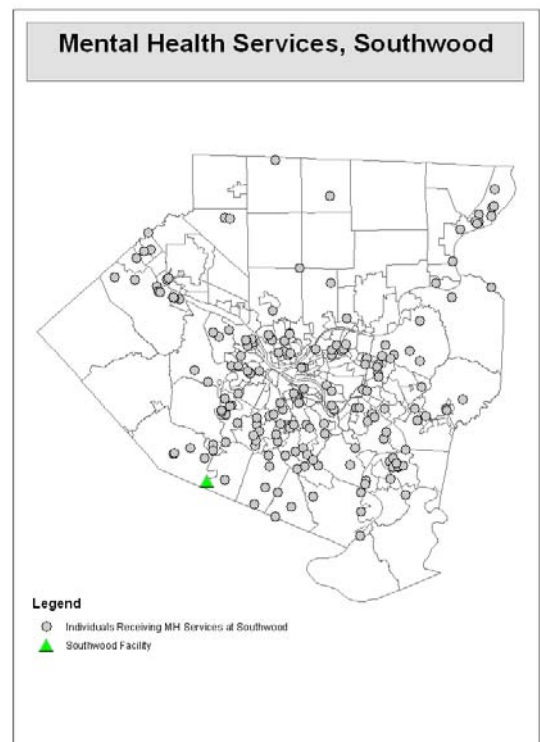 Mental Health Services, Southwood
Legend
Individuals Receiving MH Services at Southwood
Southwood Facility